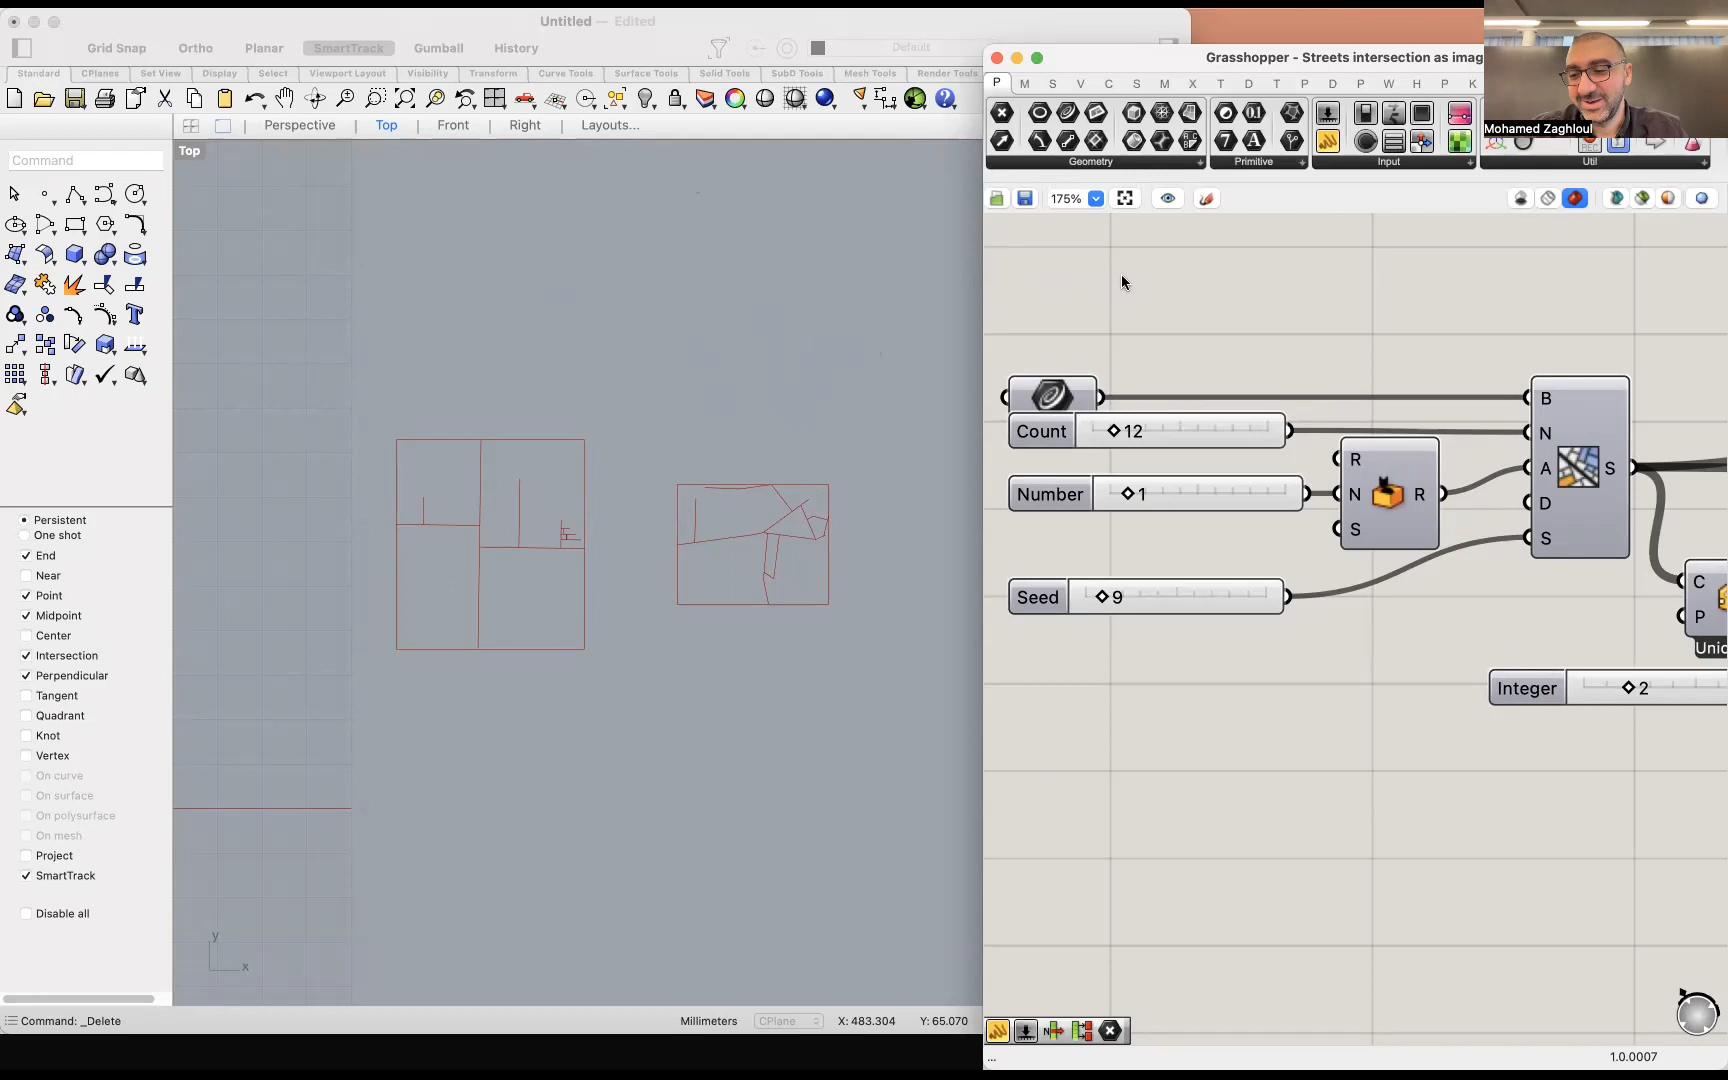 Untitled — Edited
Grid Snap
Ortho
Planar
SmartTrack
Gumball
History
Default
Standard
CPlanes
Set View
Display
Select
Viewport Layout
Visibility
Transform
Curve Tools
Surface Tools
Solid Tools
SubD Tools
Mesh Tools
Render Tools
Perspective
Top
Front
Right
Layouts...
Command
Top
Persistent
One shot
End
Near
Point
Midpoint
Center
Intersection
Perpendicular
Tangent
Quadrant
Knot
Vertex
On curve
On surface
On polysurface
On mesh
Project
SmartTrack
Disable all
y
x
Command: _Delete
Millimeters
CPlane
X: 483.304
Y: 65.070
Grasshopper - Streets intersection as imag
Mohamed Zaghloul
P M S V C S M X T D T P D P W H P K
Geometry
Primitive
Input
Util
175%
Count
12
Number
1
Seed
9
R
N
S
R
B
N
A
D
S
S
C
P
Integer
2
N
...
1.0.0007